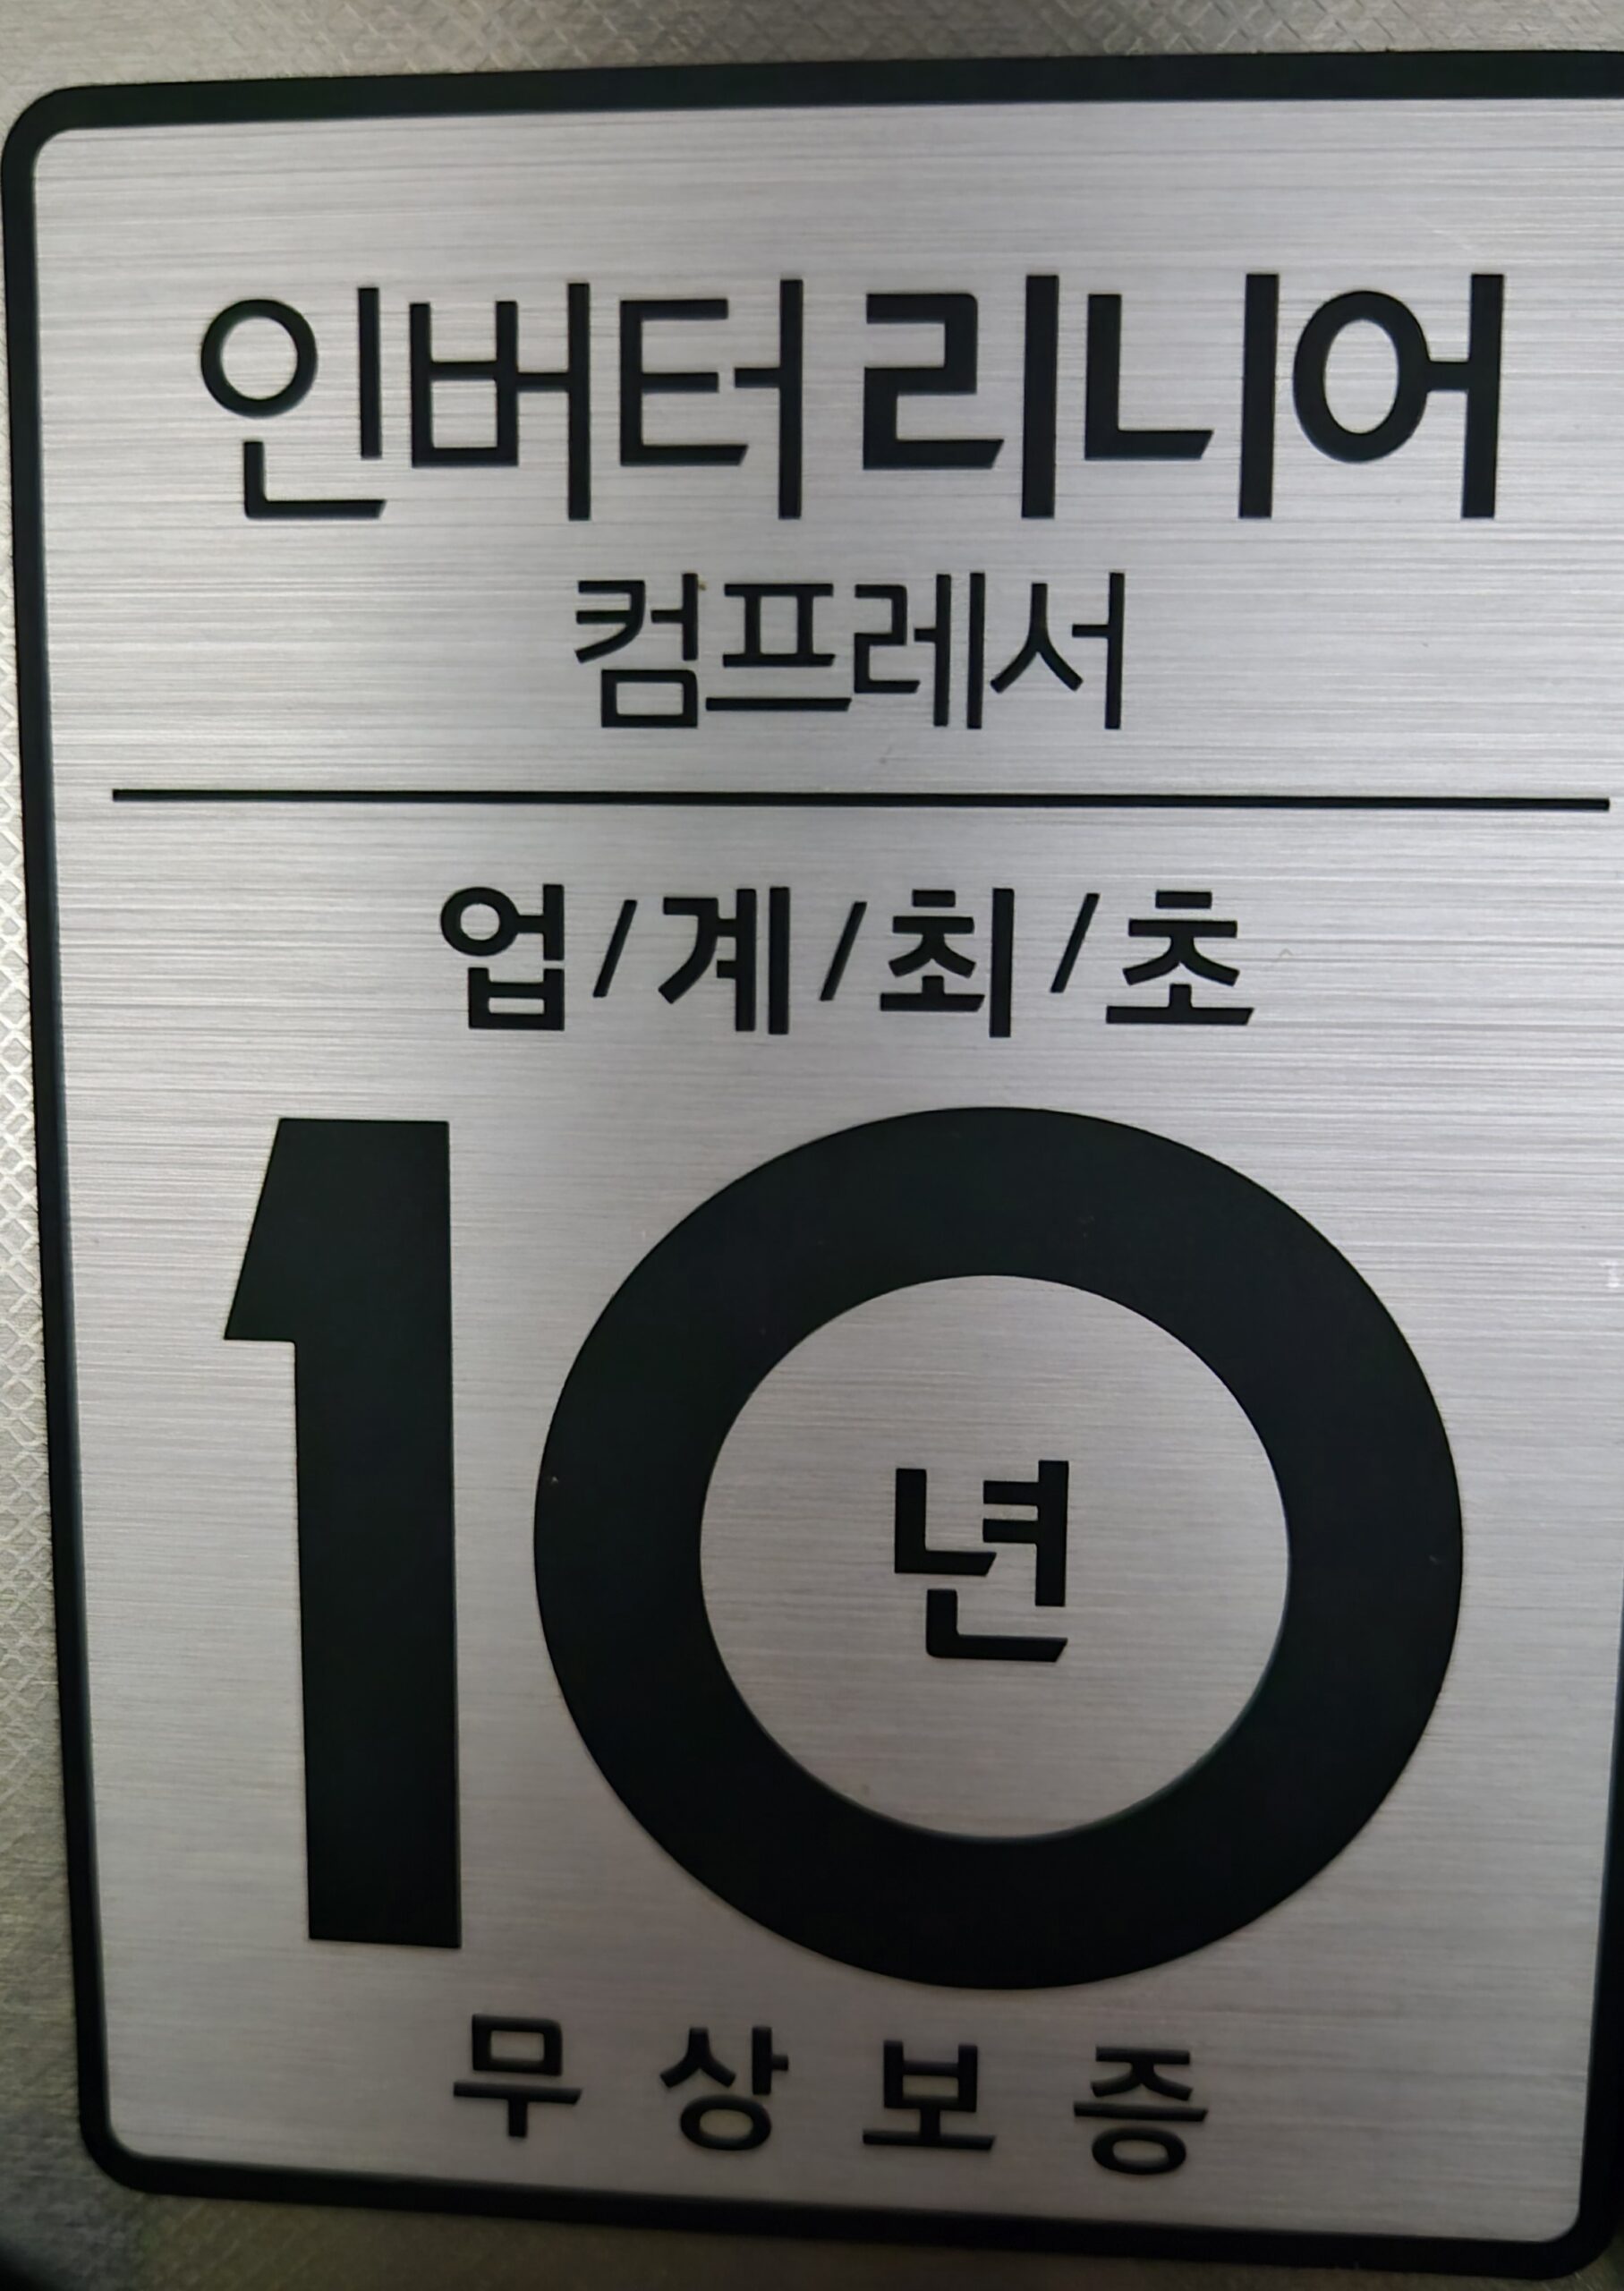 인버터 리니어
컴프레서
업/계/최/초
10년
무상보증